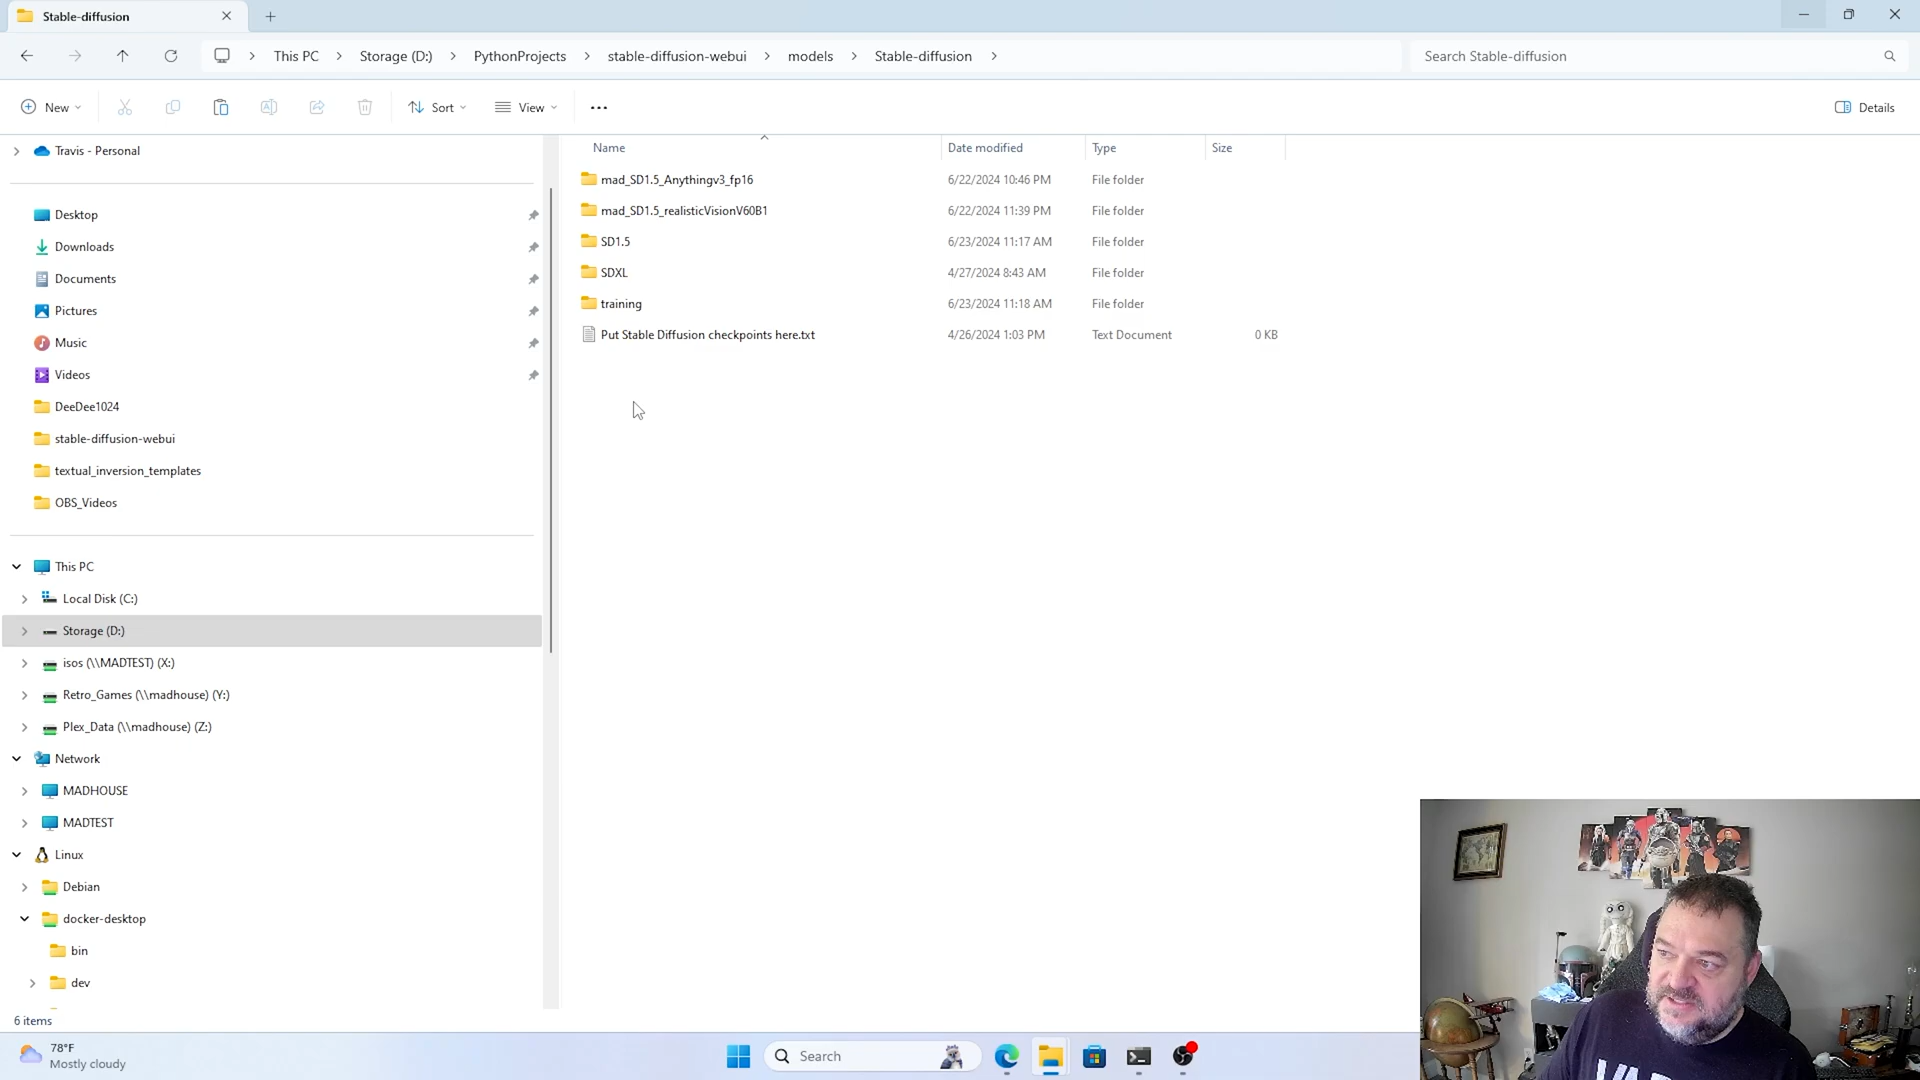 Stable-diffusion
This PC
Storage (D:)
PythonProjects
stable-diffusion-webui
models
Stable-diffusion
Search Stable-diffusion
New
Sort
View
Details
Travis - Personal
Desktop
Downloads
Documents
Pictures
Music
Videos
DeeDee1024
stable-diffusion-webui
textual_inversion_templates
OBS_Videos
This PC
Local Disk (C:)
Storage (D:)
isos (\\MADTEST) (X:)
Retro_Games (\\madhouse) (Y:)
Plex_Data (\\madhouse) (Z:)
Network
MADHOUSE
MADTEST
Linux
Debian
docker-desktop
bin
dev
Name Date modified Type Size
mad_SD1.5_Anythingv3_fp16 6/22/2024 10:46 PM File folder
mad_SD1.5_realisticVisionV60B1 6/22/2024 11:39 PM File folder
SD1.5 6/23/2024 11:17 AM File folder
SDXL 4/27/2024 8:43 AM File folder
training 6/23/2024 11:18 AM File folder
Put Stable Diffusion checkpoints here.txt 4/26/2024 1:03 PM Text Document 0 KB
6 items
78°F
Mostly cloudy
Search